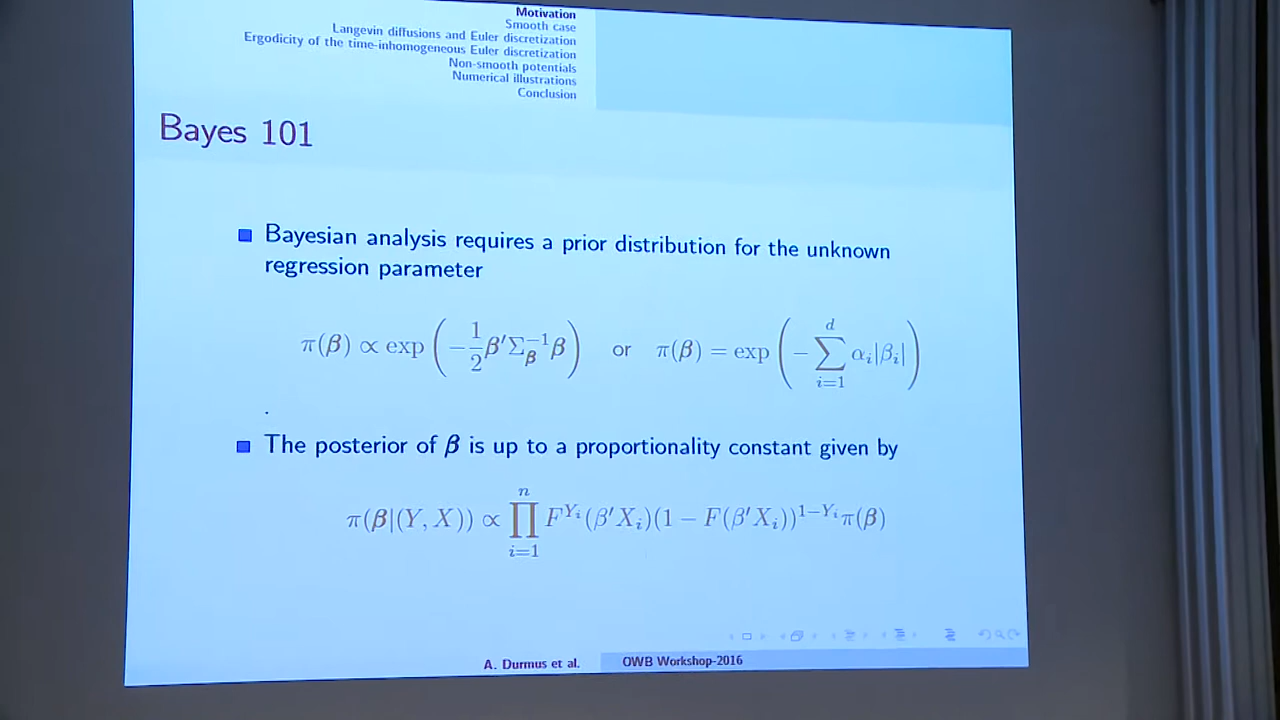 Motivation
Smooth case
Langevin diffusions and Euler discretization
Ergodicity of the time-inhomogeneous Euler discretization
Non-smooth potentials
Numerical illustrations
Conclusion
Bayes 101
Bayesian analysis requires a prior distribution for the unknown
regression parameter
π(β) ∝ exp(−1/2 β′Σ_β^{−1}β) or π(β) = exp(−∑_{i=1}^{d} α_i|β_i|)
.
The posterior of β is up to a proportionality constant given by
π(β|(Y, X)) ∝ ∏_{i=1}^{n} F^{Y_i}(β′X_i)(1 − F(β′X_i))^{1−Y_i}π(β)
A. Durmus et al. OWB Workshop-2016